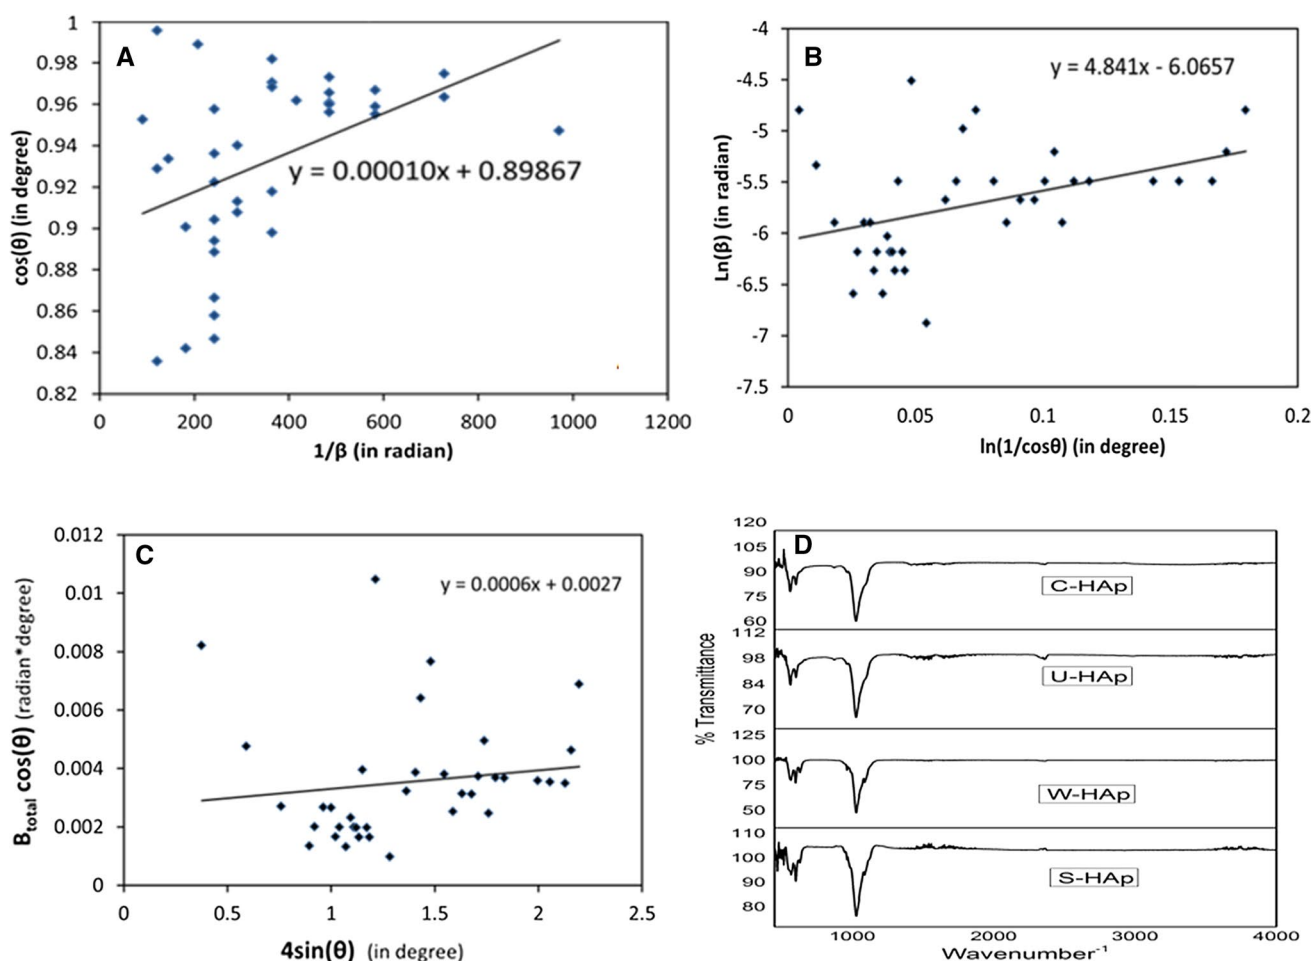 A
1
0.98
0.96
0.94
0.92
0.9
0.88
0.86
0.84
0.82
cos(θ) (in degree)
y = 0.00010x + 0.89867
0 200 400 600 800 1000 1200
1/β (in radian)
B
-4
-4.5
-5
-5.5
-6
-6.5
-7
-7.5
Ln(β) (in radian)
y = 4.841x - 6.0657
0 0.05 0.1 0.15 0.2
ln(1/cosθ) (in degree)
C
0.012
0.01
0.008
0.006
0.004
0.002
0
Btotal cos(θ) (radian*degree)
y = 0.0006x + 0.0027
0 0.5 1 1.5 2 2.5
4sin(θ) (in degree)
D
% Transmittance
120
105
90
75
60
C-HAp
112
98
84
70
U-HAp
125
100
75
50
W-HAp
110
100
90
80
S-HAp
1000 2000 3000 4000
Wavenumber-1